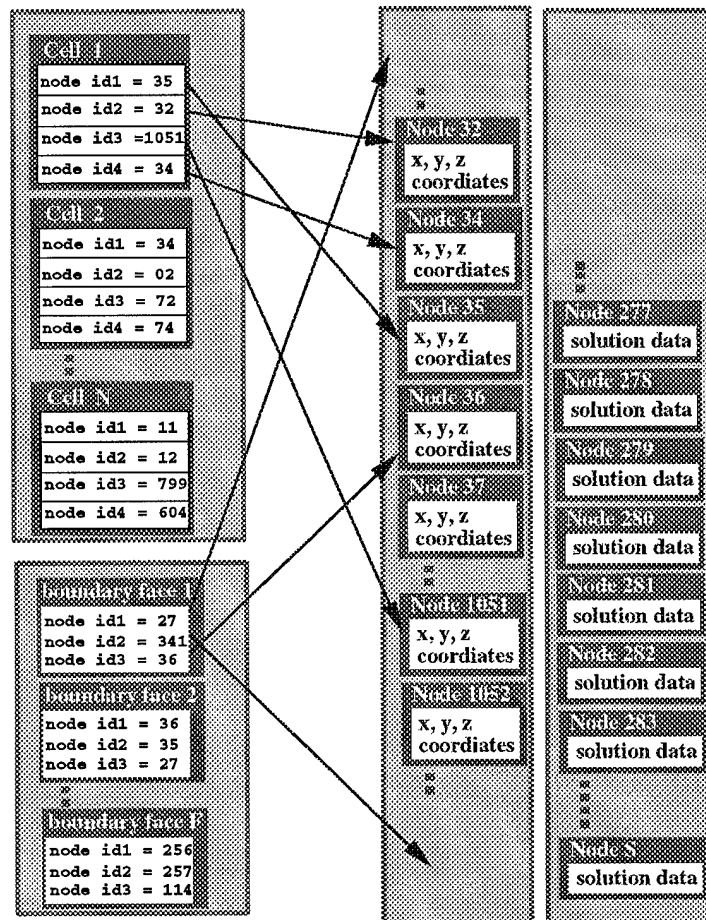 Cell 1
node id1 = 35
node id2 = 32
node id3 =1051
node id4 = 34
Cell 2
node id1 = 34
node id2 = 02
node id3 = 72
node id4 = 74
Cell N
node id1 = 11
node id2 = 12
node id3 = 799
node id4 = 604
boundary face 1
node id1 = 27
node id2 = 341
node id3 = 36
boundary face 2
node id1 = 36
node id2 = 35
node id3 = 27
boundary face F
node id1 = 256
node id2 = 257
node id3 = 114
Node 32
x, y, z
coordiates
Node 34
x, y, z
coordiates
Node 35
x, y, z
coordiates
Node 36
x, y, z
coordiates
Node 37
x, y, z
coordiates
Node 1051
x, y, z
coordiates
Node 1052
x, y, z
coordiates
Node 277
solution data
Node 278
solution data
Node 279
solution data
Node 280
solution data
Node 281
solution data
Node 282
solution data
Node 283
solution data
Node S
solution data